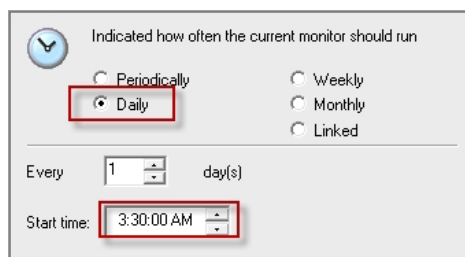 Indicated how often the current monitor should run
Periodically Weekly
Daily Monthly
Linked
Every 1 day(s)
Start time: 3:30:00 AM